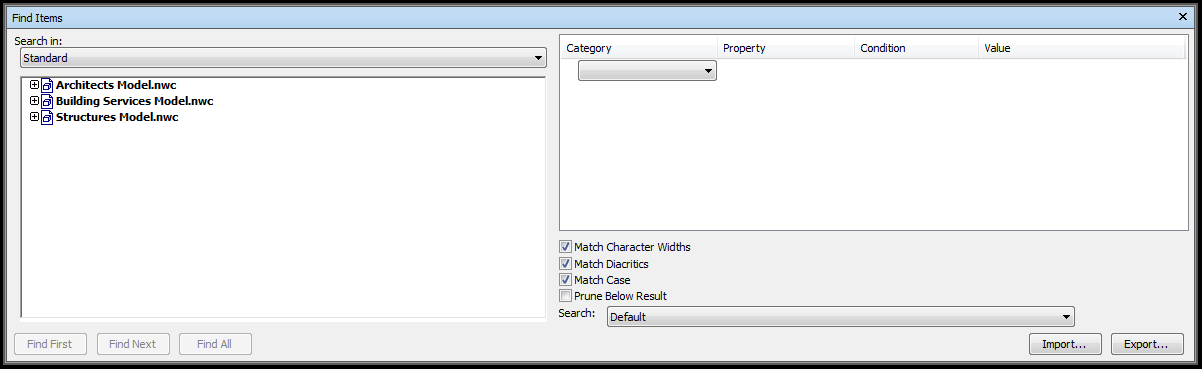 Find Items
Search in:
Standard
Architects Model.nwc
Building Services Model.nwc
Structures Model.nwc
Find First Find Next Find All
Category Property Condition Value
Match Character Widths
Match Diacritics
Match Case
Prune Below Result
Search: Default
Import... Export...